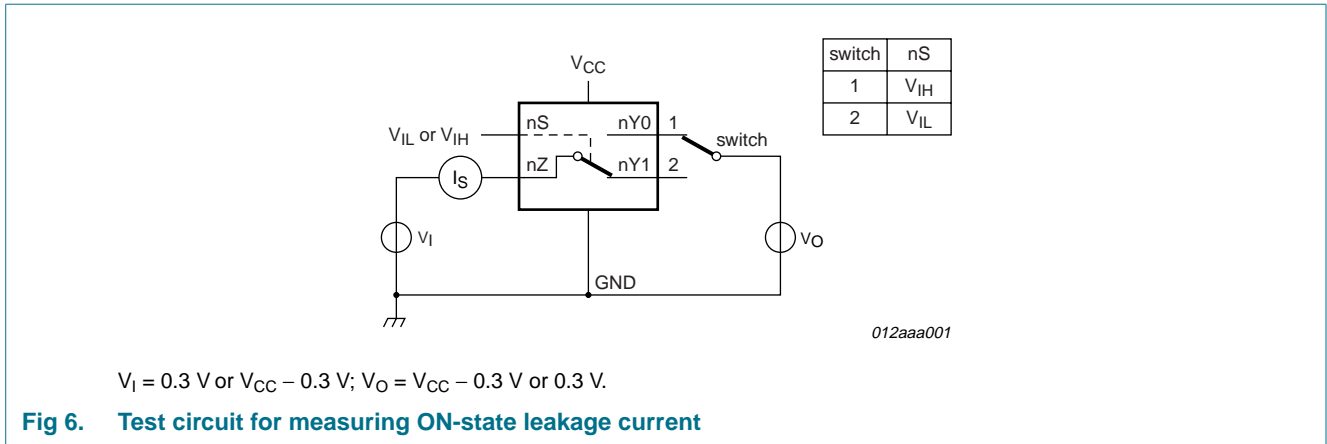 switch nS
1 VIH
2 VIL
VCC
VIL or VIH
nS
nY0
1
switch
nZ
nY1
2
IS
VI
VO
GND
012aaa001
VI = 0.3 V or VCC − 0.3 V; VO = VCC − 0.3 V or 0.3 V.
Fig 6. Test circuit for measuring ON-state leakage current